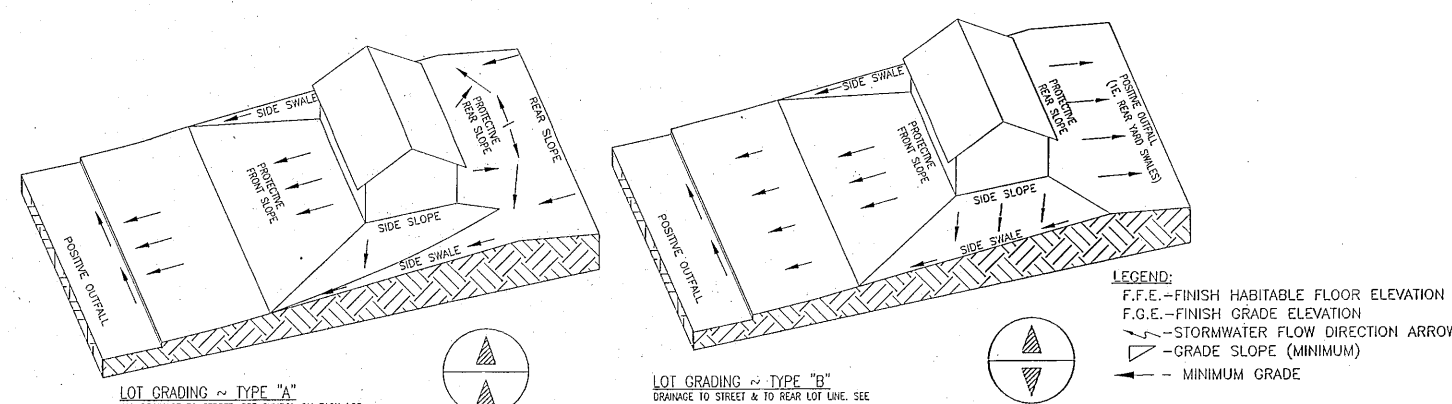 SIDE SWALE
PROTECTIVE
REAR SLOPE
REAR SLOPE
PROTECTIVE
FRONT SLOPE
SIDE SLOPE
SIDE SWALE
POSITIVE OUTFALL
LOT GRADING ~ TYPE "A"
SIDE SWALE
PROTECTIVE
REAR SLOPE
POSITIVE OUTFALL
(IE. REAR YARD SWALES)
PROTECTIVE
FRONT SLOPE
SIDE SLOPE
SIDE SWALE
POSITIVE OUTFALL
LOT GRADING ~ TYPE "B"
DRAINAGE TO STREET & TO REAR LOT LINE. SEE
LEGEND:
F.F.E.-FINISH HABITABLE FLOOR ELEVATION
F.G.E.-FINISH GRADE ELEVATION
-STORMWATER FLOW DIRECTION ARROW
-GRADE SLOPE (MINIMUM)
- MINIMUM GRADE